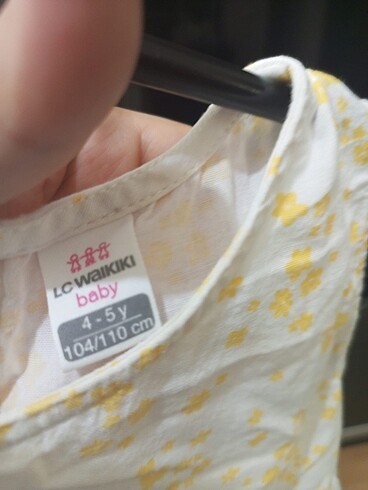 LC WAIKIKI
baby
4 - 5 y
104/110 cm